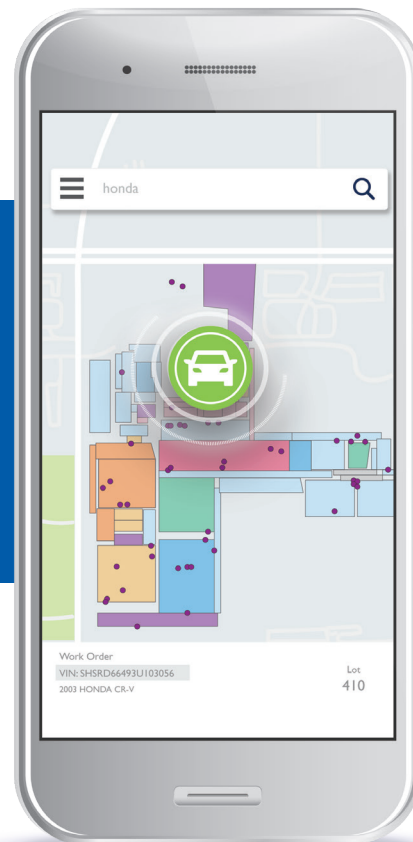 honda
Work Order
VIN: SHSRD66493U103056
2003 HONDA CR-V
Lot
410